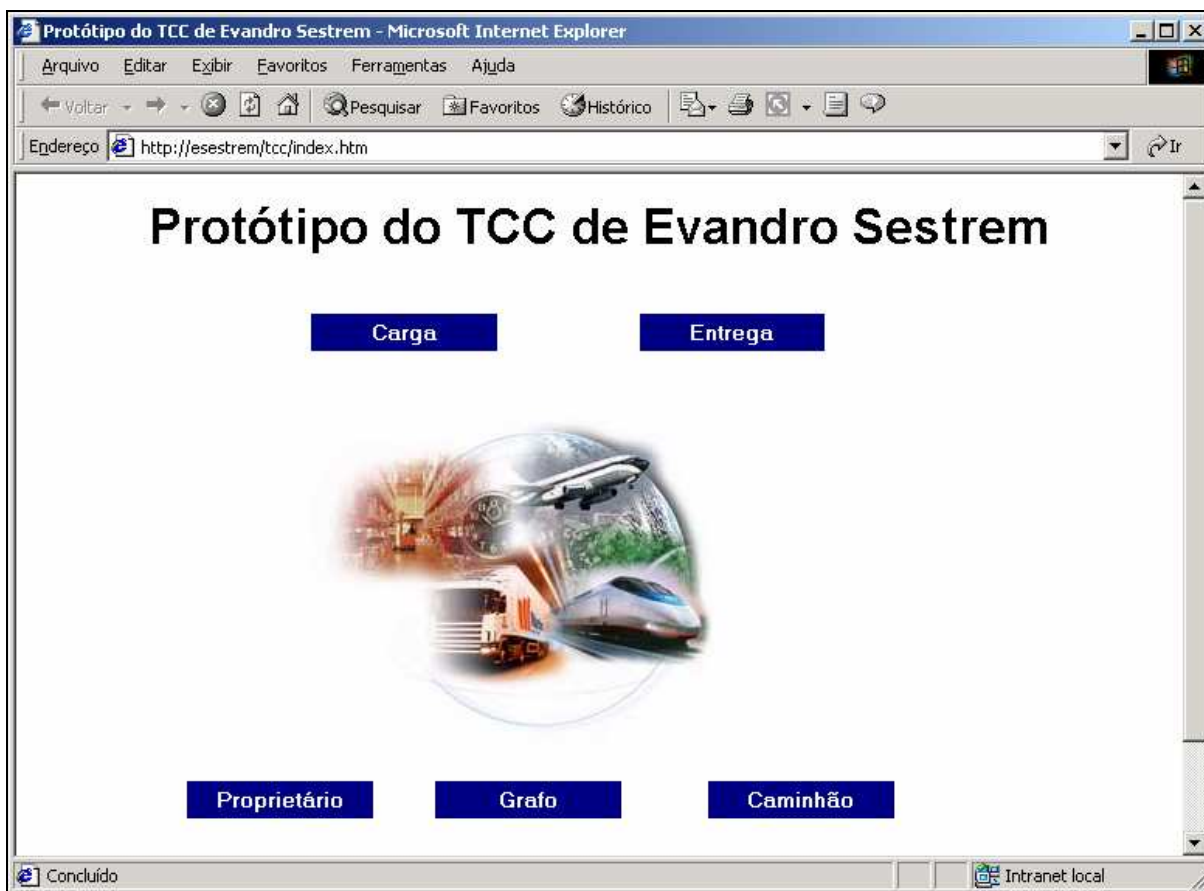 Protótipo do TCC de Evandro Sestrem - Microsoft Internet Explorer
Arquivo Editar Exibir Favoritos Ferramentas Ajuda
Voltar Pesquisar Favoritos Histórico
Endereço http://esestrem/tcc/index.htm Ir
Protótipo do TCC de Evandro Sestrem
Carga Entrega
Proprietário Grafo Caminhão
Concluído Intranet local